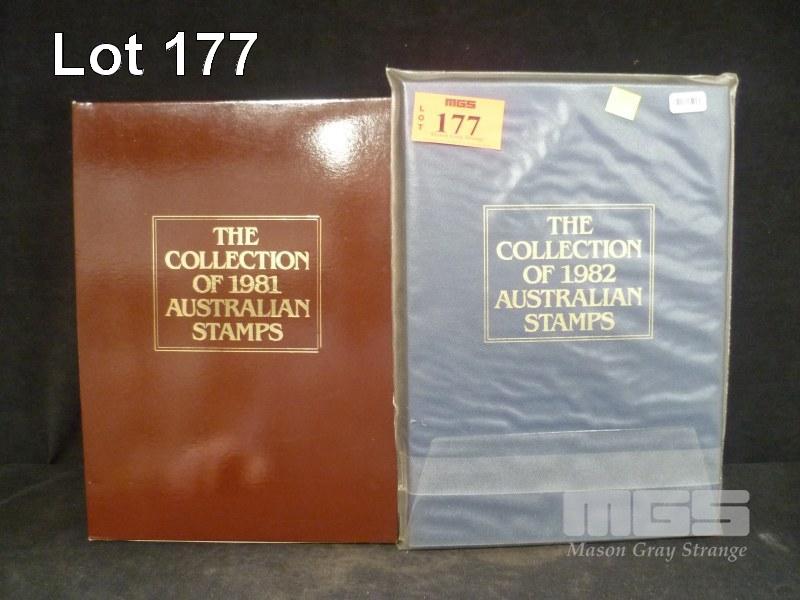 Lot 177
THE
COLLECTION
OF 1981
AUSTRALIAN
STAMPS
MGS
LOT
177
THE
COLLECTION
OF 1982
AUSTRALIAN
STAMPS
MGS
Mason Gray Strange